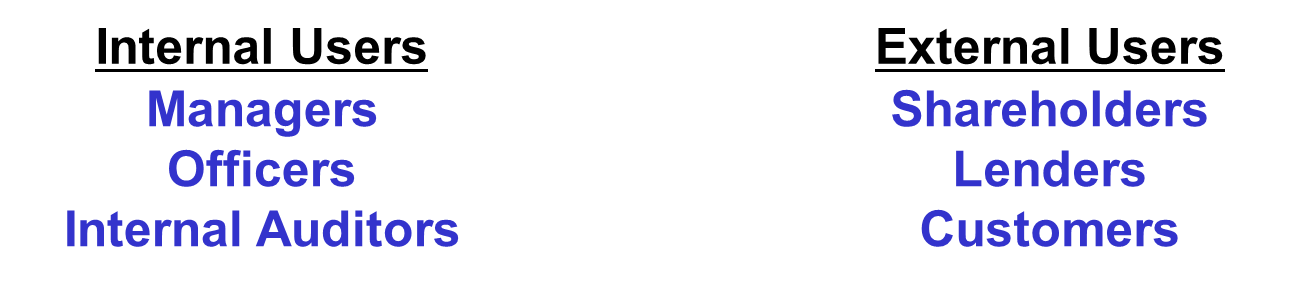 Internal Users
Managers
Officers
Internal Auditors
External Users
Shareholders
Lenders
Customers